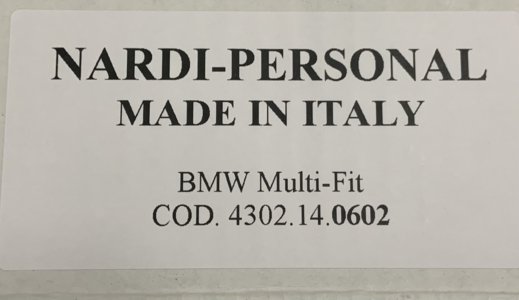 NARDI-PERSONAL
MADE IN ITALY
BMW Multi-Fit
COD. 4302.14.0602